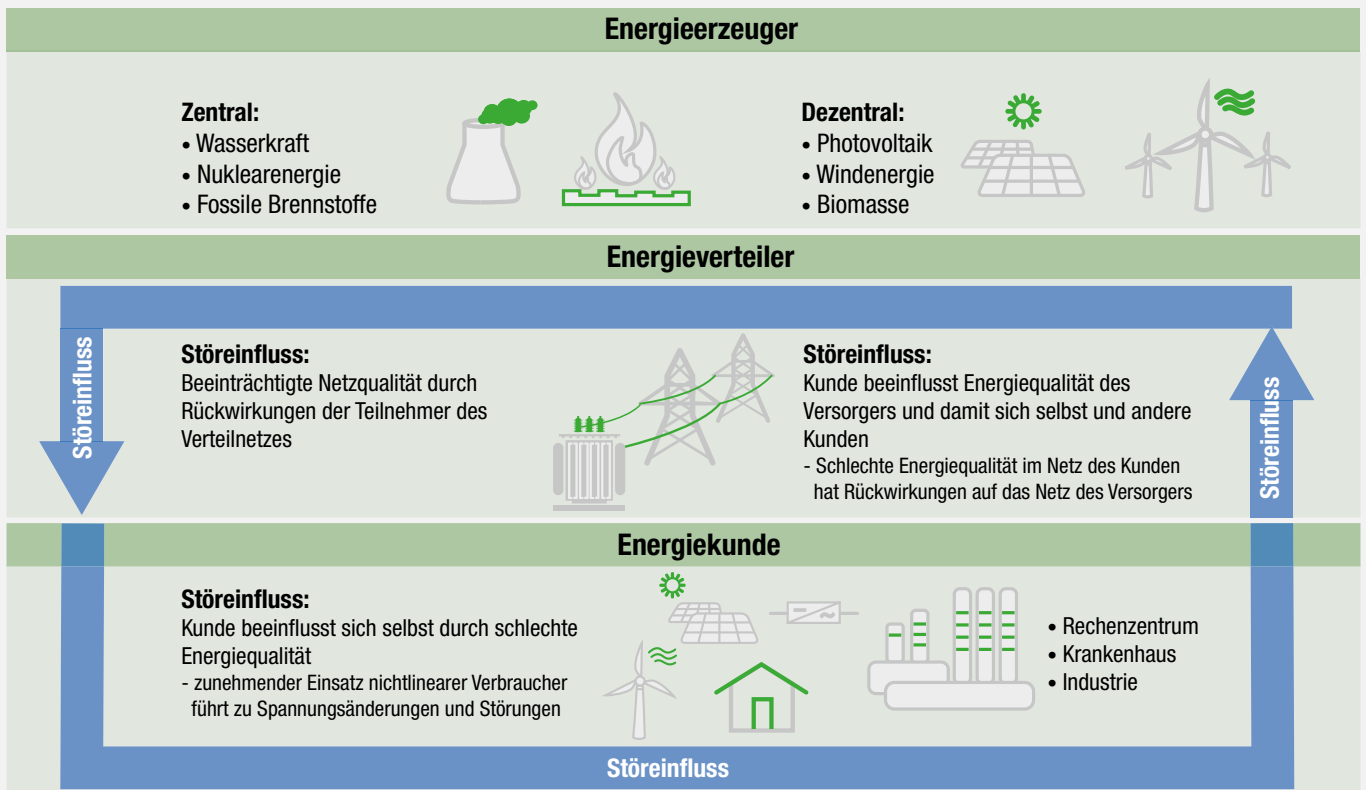 Energieerzeuger
Zentral:
• Wasserkraft
• Nuklearenergie
• Fossile Brennstoffe
Dezentral:
• Photovoltaik
• Windenergie
• Biomasse
Energieverteiler
Störeinfluss
Störeinfluss:
Beeinträchtigte Netzqualität durch
Rückwirkungen der Teilnehmer des
Verteilnetzes
Störeinfluss:
Kunde beeinflusst Energiequalität des
Versorgers und damit sich selbst und andere
Kunden
- Schlechte Energiequalität im Netz des Kunden
hat Rückwirkungen auf das Netz des Versorgers
Störeinfluss
Energiekunde
Störeinfluss:
Kunde beeinflusst sich selbst durch schlechte
Energiequalität
- zunehmender Einsatz nichtlinearer Verbraucher
führt zu Spannungsänderungen und Störungen
• Rechenzentrum
• Krankenhaus
• Industrie
Störeinfluss